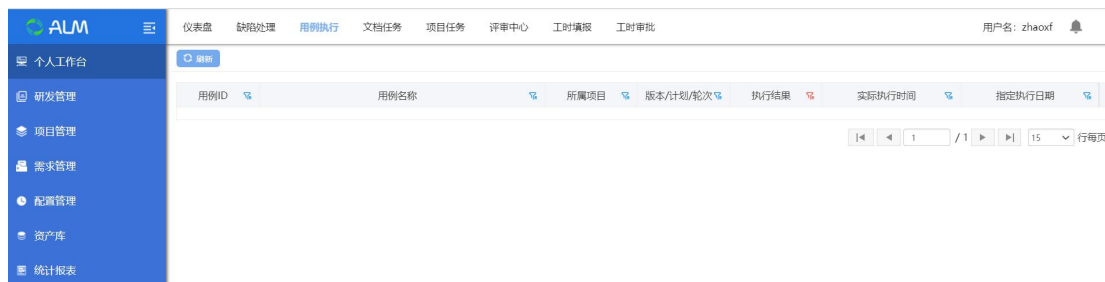 ALM 仪表盘 缺陷处理 用例执行 文档任务 项目任务 评审中心 工时填报 工时审批 用户名: zhaoxf
个人工作台
刷新
研发管理
用例ID 用例名称 所属项目 版本/计划/轮次 执行结果 实际执行时间 指定执行日期
项目管理
1 / 1 15 行每页
需求管理
配置管理
资产库
统计报表